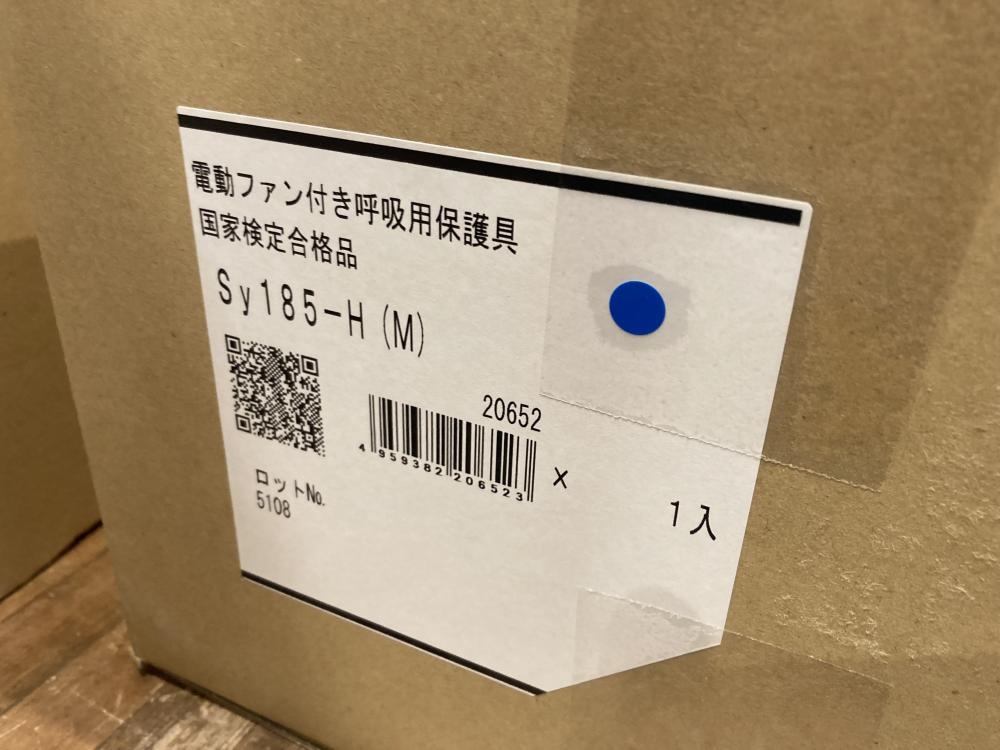 電動ファン付き呼吸用保護具
国家検定合格品
Sy185-H(M)
20652
4 959382 206523
×
1入
ロットNo.
5108